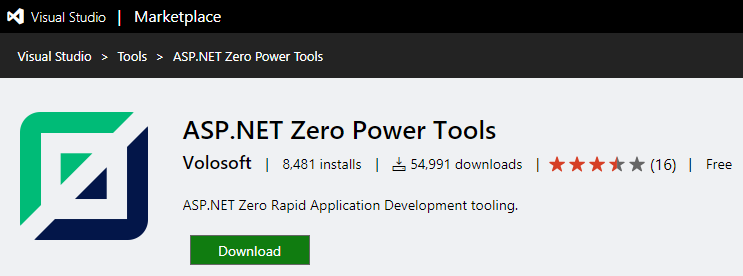 Visual Studio | Marketplace
Visual Studio > Tools > ASP.NET Zero Power Tools
ASP.NET Zero Power Tools
Volosoft | 8,481 installs | 54,991 downloads | (16) | Free
ASP.NET Zero Rapid Application Development tooling.
Download